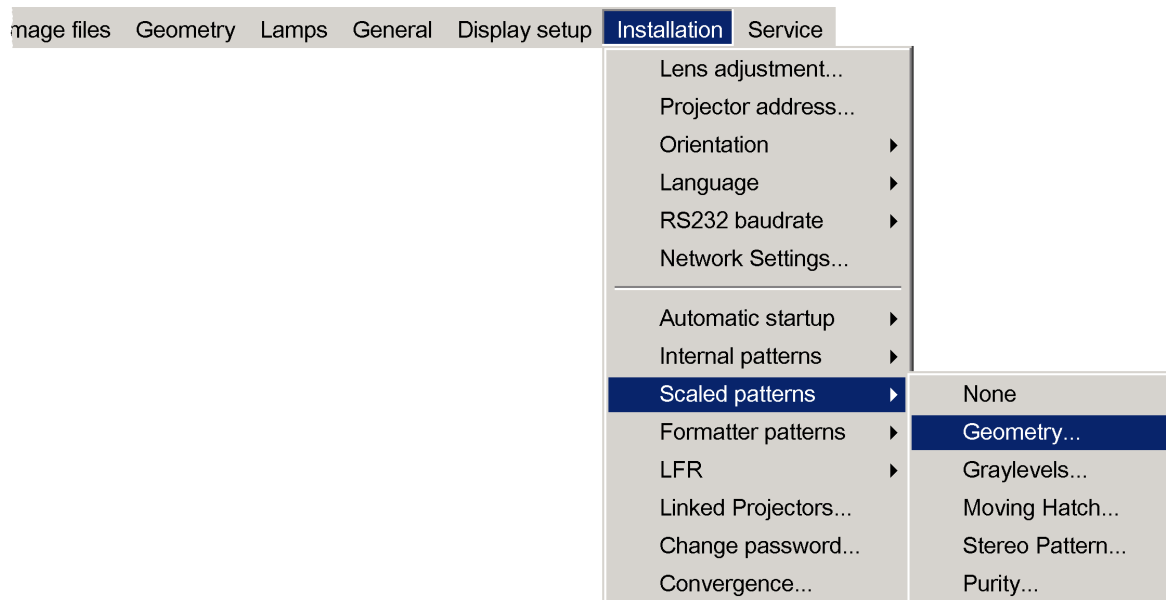 mage files Geometry Lamps General Display setup Installation Service
Lens adjustment...
Projector address...
Orientation
Language
RS232 baudrate
Network Settings...
Automatic startup
Internal patterns
Scaled patterns
Formatter patterns
LFR
Linked Projectors...
Change password...
Convergence...
None
Geometry...
Graylevels...
Moving Hatch...
Stereo Pattern...
Purity...